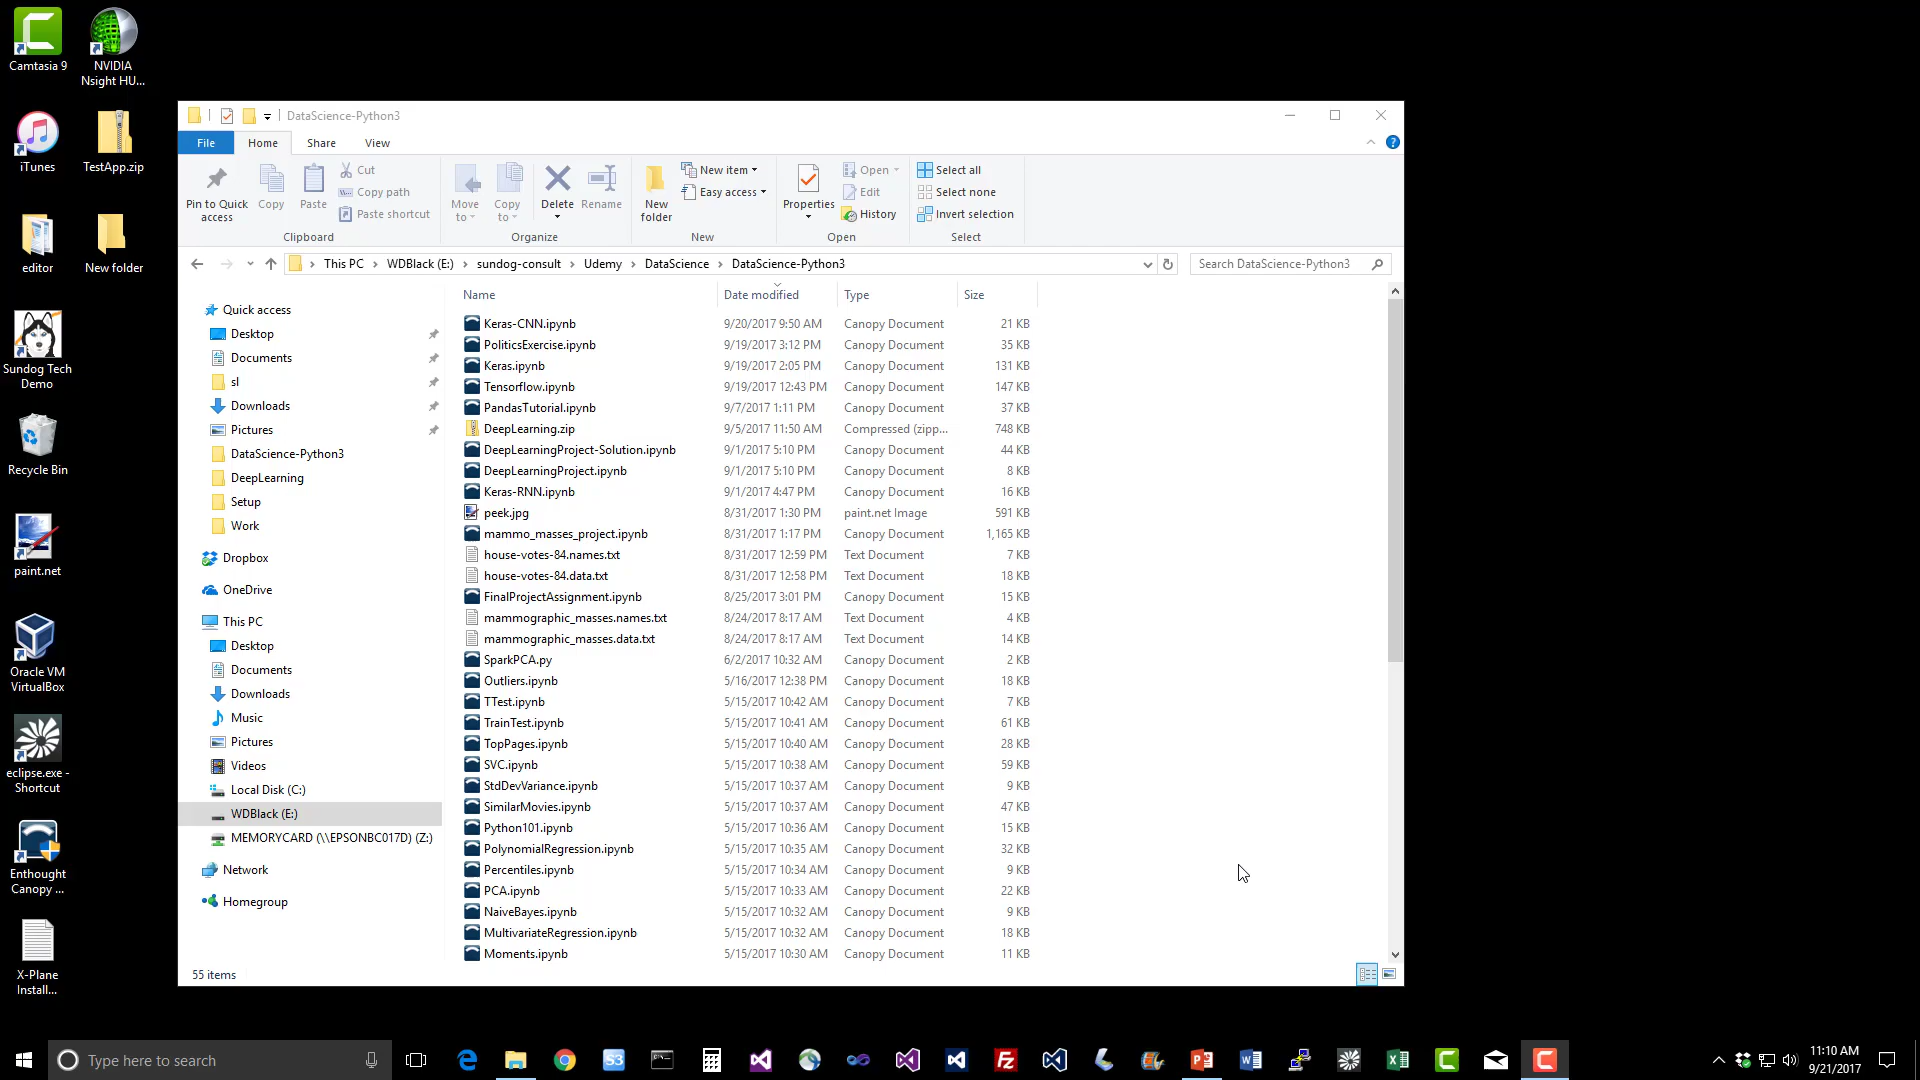 Camtasia 9
NVIDIA
Nsight HU...
iTunes
TestApp.zip
editor
New folder
Sundog Tech
Demo
Recycle Bin
paint.net
Oracle VM
VirtualBox
eclipse.exe -
Shortcut
Enthought
Canopy ...
X-Plane
Install...
DataScience-Python3
File
Home
Share
View
Pin to Quick
access
Copy
Paste
Cut
Copy path
Paste shortcut
Clipboard
Move
to
Copy
to
Delete
Rename
Organize
New
folder
New item
Easy access
New
Properties
Open
Edit
History
Open
Select all
Select none
Invert selection
Select
This PC
WDBlack (E:)
sundog-consult
Udemy
DataScience
DataScience-Python3
Search DataScience-Python3
Quick access
Desktop
Documents
sl
Downloads
Pictures
DataScience-Python3
DeepLearning
Setup
Work
Dropbox
OneDrive
This PC
Desktop
Documents
Downloads
Music
Pictures
Videos
Local Disk (C:)
WDBlack (E:)
MEMORYCARD (\\EPSONBC017D) (Z:)
Network
Homegroup
Name Date modified Type Size
Keras-CNN.ipynb 9/20/2017 9:50 AM Canopy Document 21 KB
PoliticsExercise.ipynb 9/19/2017 3:12 PM Canopy Document 35 KB
Keras.ipynb 9/19/2017 2:05 PM Canopy Document 131 KB
Tensorflow.ipynb 9/19/2017 12:43 PM Canopy Document 147 KB
PandasTutorial.ipynb 9/7/2017 1:11 PM Canopy Document 37 KB
DeepLearning.zip 9/5/2017 11:50 AM Compressed (zipp... 748 KB
DeepLearningProject-Solution.ipynb 9/1/2017 5:10 PM Canopy Document 44 KB
DeepLearningProject.ipynb 9/1/2017 5:10 PM Canopy Document 8 KB
Keras-RNN.ipynb 9/1/2017 4:47 PM Canopy Document 16 KB
peek.jpg 8/31/2017 1:30 PM paint.net Image 591 KB
mammo_masses_project.ipynb 8/31/2017 1:17 PM Canopy Document 1,165 KB
house-votes-84.names.txt 8/31/2017 12:59 PM Text Document 7 KB
house-votes-84.data.txt 8/31/2017 12:58 PM Text Document 18 KB
FinalProjectAssignment.ipynb 8/25/2017 3:01 PM Canopy Document 15 KB
mammographic_masses.names.txt 8/24/2017 8:17 AM Text Document 4 KB
mammographic_masses.data.txt 8/24/2017 8:17 AM Text Document 14 KB
SparkPCA.py 6/2/2017 10:32 AM Canopy Document 2 KB
Outliers.ipynb 5/16/2017 12:38 PM Canopy Document 18 KB
TTest.ipynb 5/15/2017 10:42 AM Canopy Document 7 KB
TrainTest.ipynb 5/15/2017 10:41 AM Canopy Document 61 KB
TopPages.ipynb 5/15/2017 10:40 AM Canopy Document 28 KB
SVC.ipynb 5/15/2017 10:38 AM Canopy Document 59 KB
StdDevVariance.ipynb 5/15/2017 10:37 AM Canopy Document 9 KB
SimilarMovies.ipynb 5/15/2017 10:37 AM Canopy Document 47 KB
Python101.ipynb 5/15/2017 10:36 AM Canopy Document 15 KB
PolynomialRegression.ipynb 5/15/2017 10:35 AM Canopy Document 32 KB
Percentiles.ipynb 5/15/2017 10:34 AM Canopy Document 9 KB
PCA.ipynb 5/15/2017 10:33 AM Canopy Document 22 KB
NaiveBayes.ipynb 5/15/2017 10:32 AM Canopy Document 9 KB
MultivariateRegression.ipynb 5/15/2017 10:32 AM Canopy Document 18 KB
Moments.ipynb 5/15/2017 10:30 AM Canopy Document 11 KB
55 items
Type here to search
11:10 AM
9/21/2017